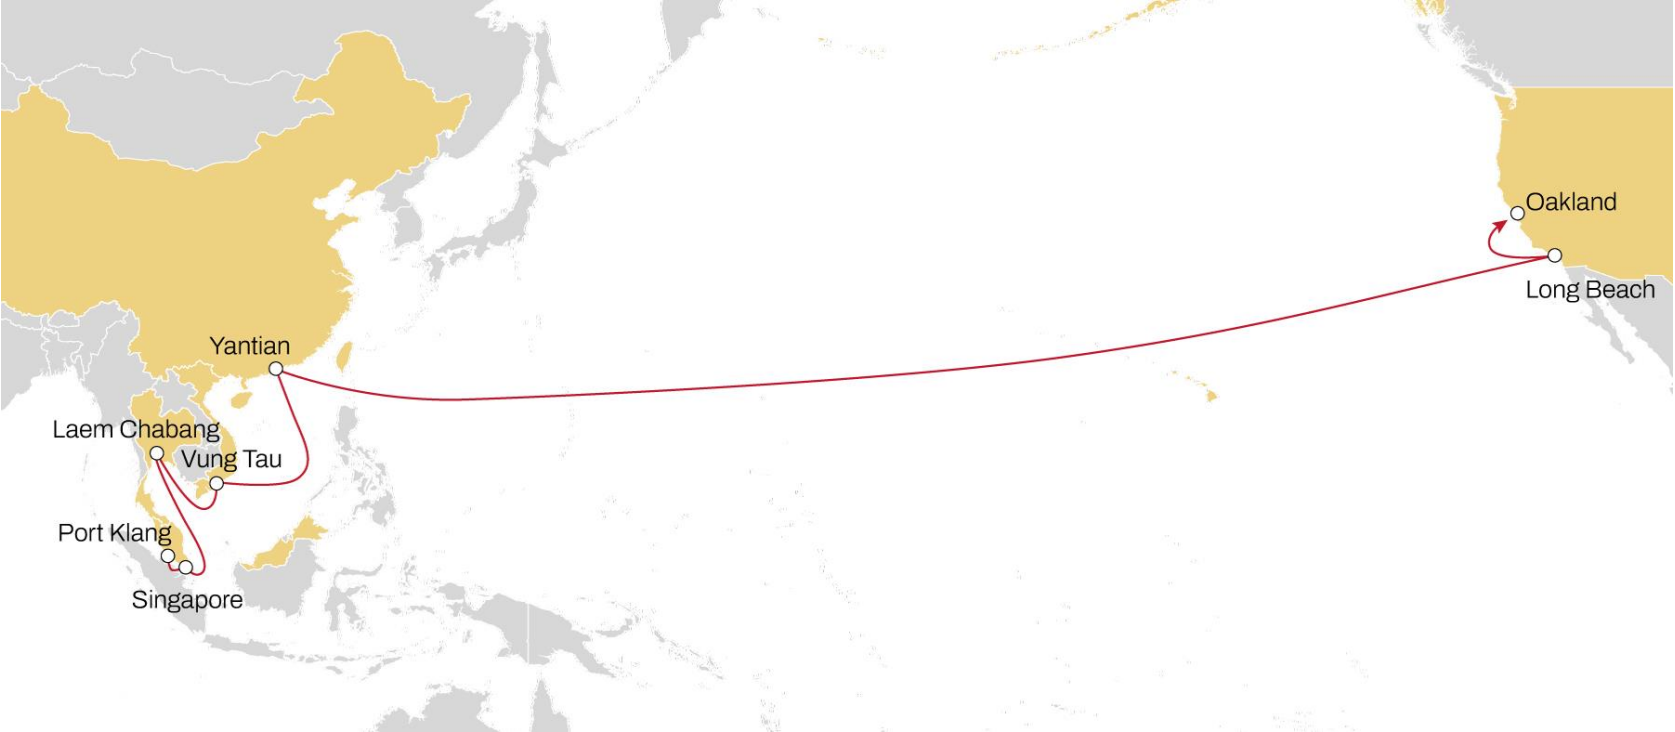 Oakland
Long Beach
Yantian
Laem Chabang
Vung Tau
Port Klang
Singapore